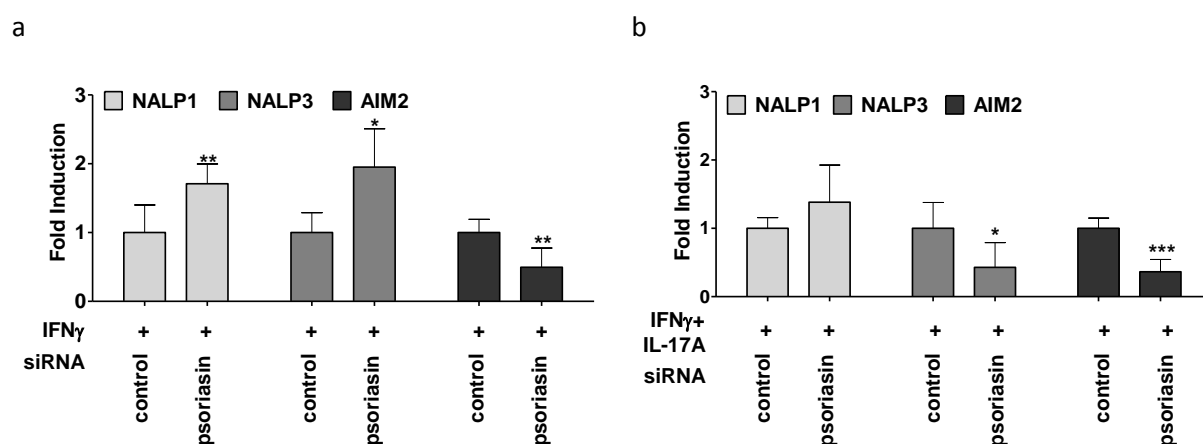 a
NALP1 NALP3 AIM2
3
2
1
0
Fold Induction
** * **
IFNγ + + + + + +
siRNA control psoriasin control psoriasin control psoriasin
b
NALP1 NALP3 AIM2
3
2
1
0
Fold Induction
* ***
IFNγ+
IL-17A + + + + + +
siRNA control psoriasin control psoriasin control psoriasin